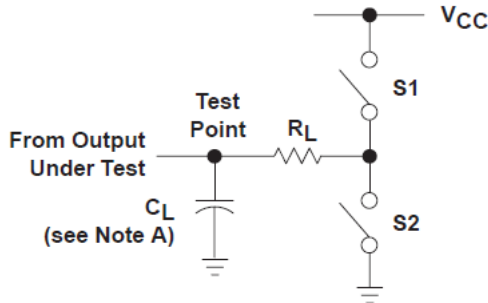 VCC
S1
Test
Point
RL
From Output
Under Test
CL
(see Note A)
S2